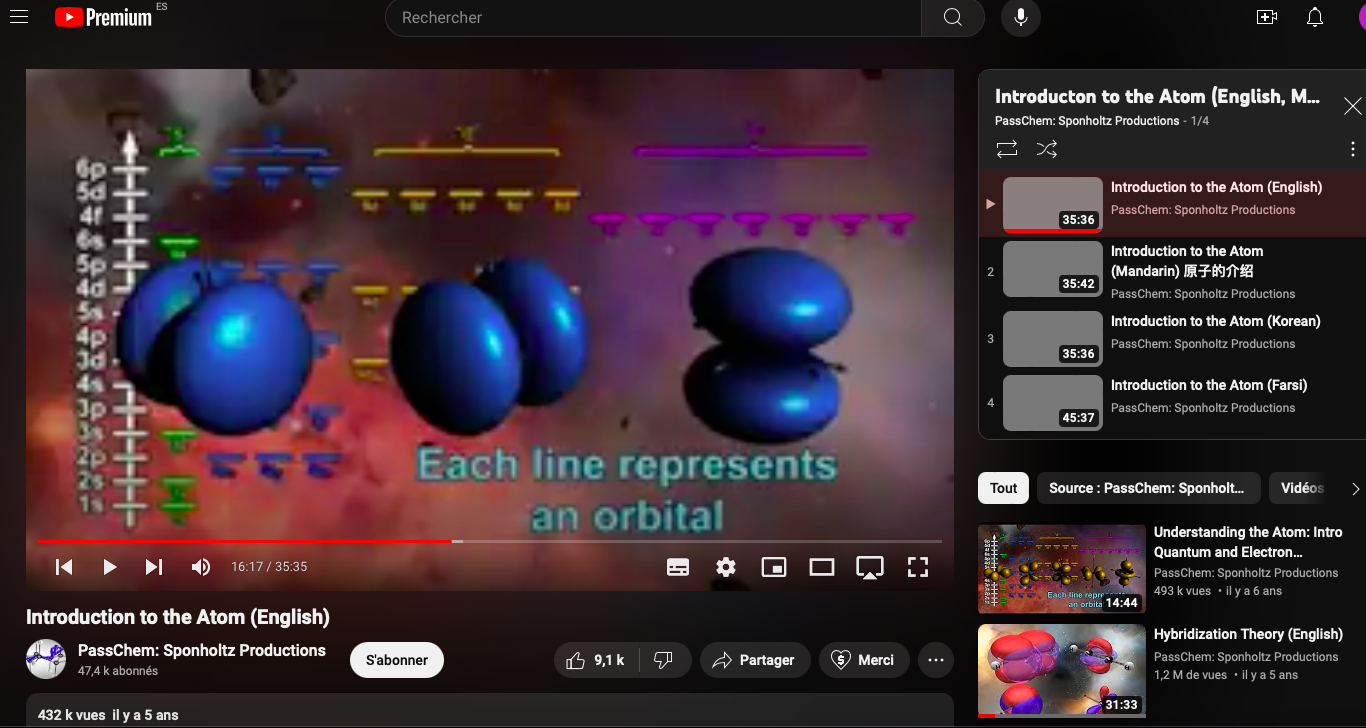 Premium
ES
Rechercher
6p
5d
4f
6s
5p
4d
5s
4p
3d
4s
3p
3s
2p
2s
1s
Each line represents
an orbital
16:17 / 35:35
Introduction to the Atom (English)
PassChem: Sponholtz Productions
47,4 k abonnés
S'abonner
9,1 k
Partager
Merci
432 k vues il y a 5 ans
Introducton to the Atom (English, M...
PassChem: Sponholtz Productions - 1/4
Introduction to the Atom (English)
PassChem: Sponholtz Productions
35:36
2
Introduction to the Atom
(Mandarin) 原子的介绍
PassChem: Sponholtz Productions
35:42
3
Introduction to the Atom (Korean)
PassChem: Sponholtz Productions
35:36
4
Introduction to the Atom (Farsi)
PassChem: Sponholtz Productions
45:37
Tout
Source : PassChem: Sponholt...
Vidéos
Understanding the Atom: Intro
Quantum and Electron...
PassChem: Sponholtz Productions
493 k vues • il y a 6 ans
Each line represents
an orbital
14:44
Hybridization Theory (English)
PassChem: Sponholtz Productions
1,2 M de vues • il y a 5 ans
31:33